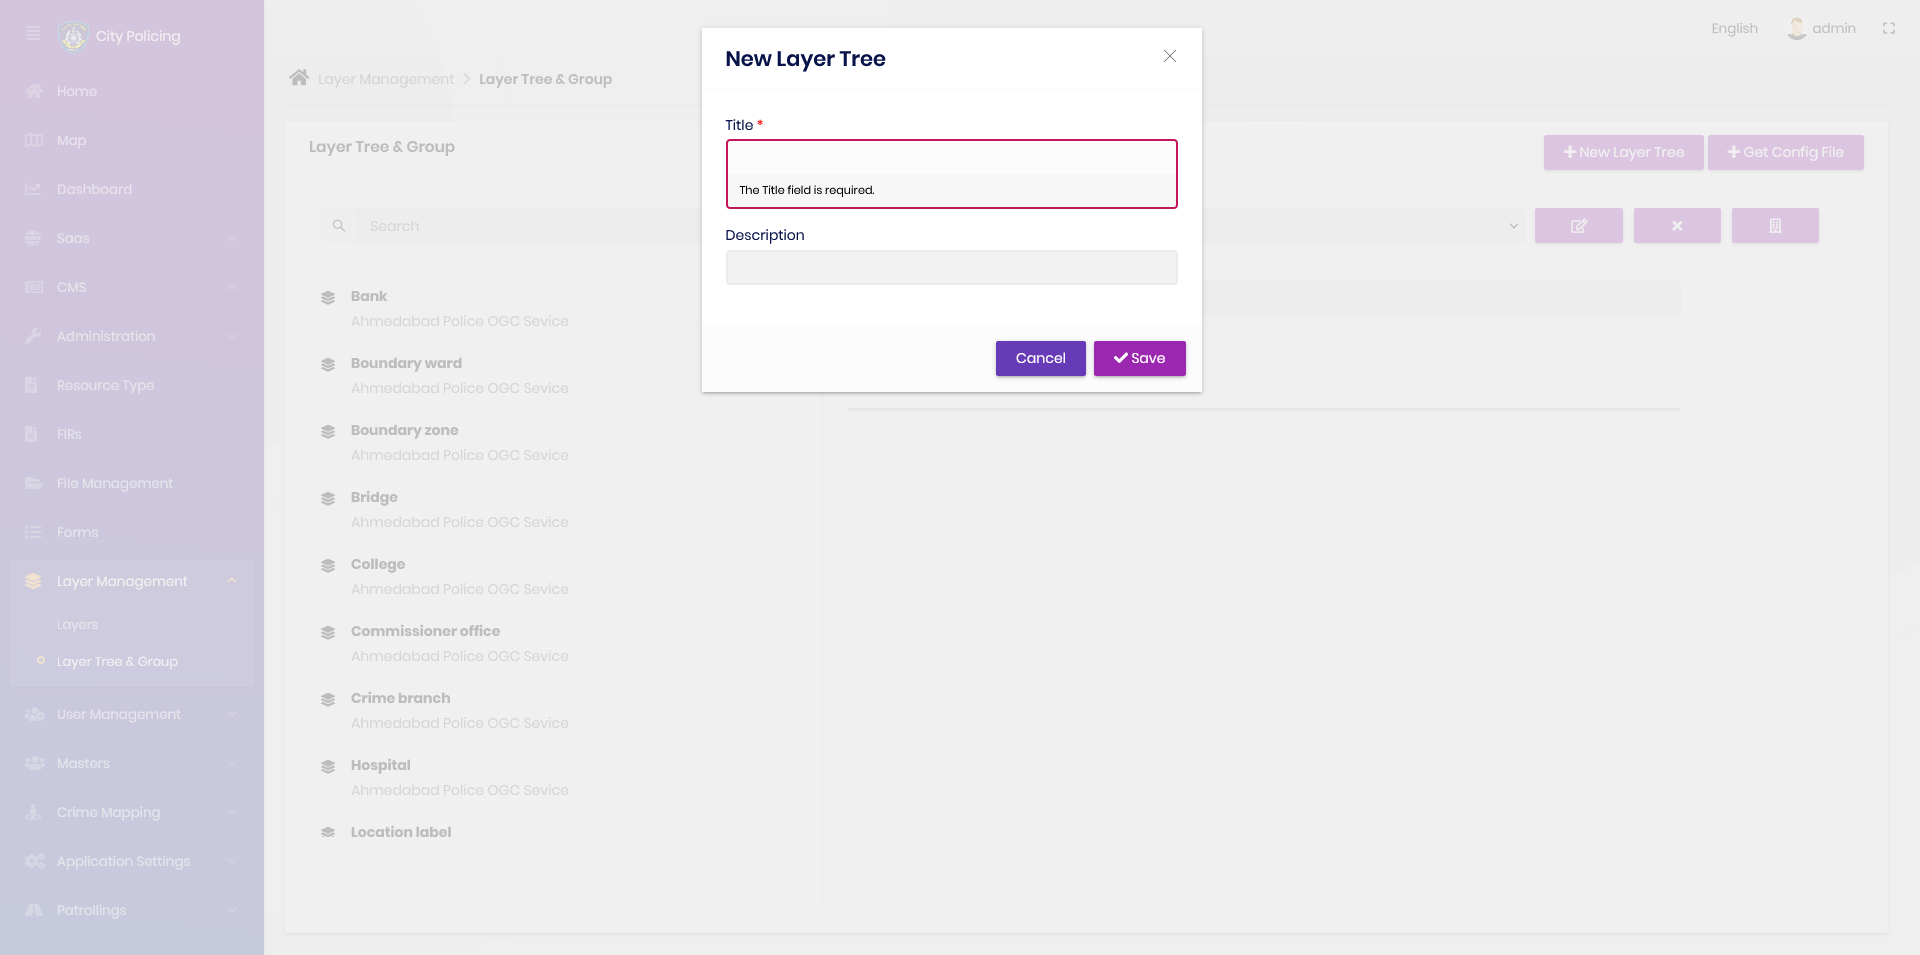 City Policing
Home
Map
Dashboard
Saas
CMS
Administration
Resource Type
FIRs
File Management
Forms
Layer Management
Layers
Layer Tree & Group
User Management
Masters
Crime Mapping
Application Settings
Patrollings
English
admin
Layer Management
Layer Tree & Group
Layer Tree & Group
New Layer Tree
Get Config File
Search
Bank
Ahmedabad Police OGC Sevice
Boundary ward
Ahmedabad Police OGC Sevice
Boundary zone
Ahmedabad Police OGC Sevice
Bridge
Ahmedabad Police OGC Sevice
College
Ahmedabad Police OGC Sevice
Commissioner office
Ahmedabad Police OGC Sevice
Crime branch
Ahmedabad Police OGC Sevice
Hospital
Ahmedabad Police OGC Sevice
Location label
New Layer Tree
Title *
The Title field is required.
Description
Cancel
Save